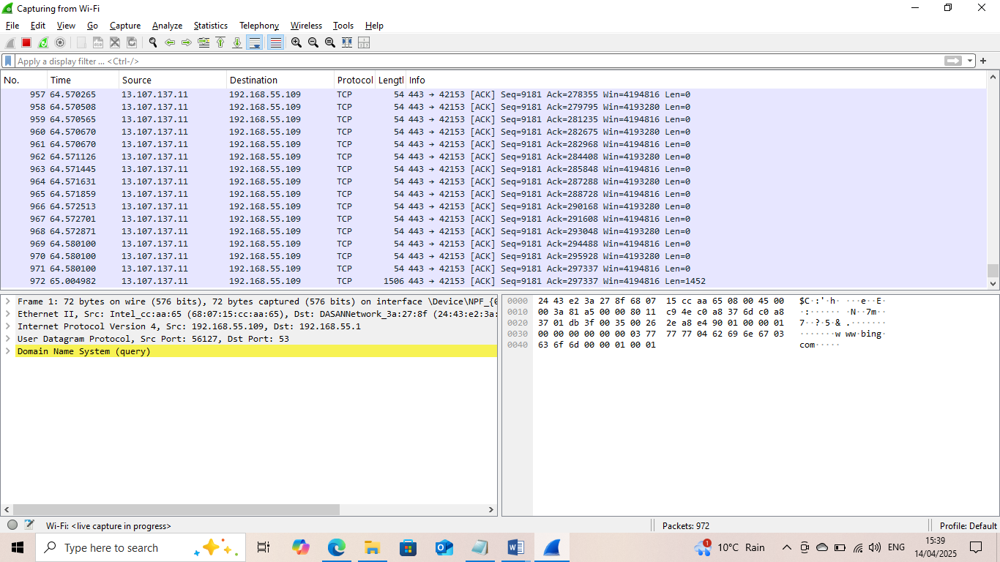 Capturing from Wi-Fi
File Edit View Go Capture Analyze Statistics Telephony Wireless Tools Help
Apply a display filter ... <Ctrl-/>
No. Time Source Destination Protocol Lengtl Info
957 64.570265 13.107.137.11 192.168.55.109 TCP 54 443 → 42153 [ACK] Seq=9181 Ack=278355 Win=4194816 Len=0
958 64.570508 13.107.137.11 192.168.55.109 TCP 54 443 → 42153 [ACK] Seq=9181 Ack=279795 Win=4193280 Len=0
959 64.570565 13.107.137.11 192.168.55.109 TCP 54 443 → 42153 [ACK] Seq=9181 Ack=281235 Win=4194816 Len=0
960 64.570670 13.107.137.11 192.168.55.109 TCP 54 443 → 42153 [ACK] Seq=9181 Ack=282675 Win=4193280 Len=0
961 64.570670 13.107.137.11 192.168.55.109 TCP 54 443 → 42153 [ACK] Seq=9181 Ack=282968 Win=4194816 Len=0
962 64.571126 13.107.137.11 192.168.55.109 TCP 54 443 → 42153 [ACK] Seq=9181 Ack=284408 Win=4193280 Len=0
963 64.571445 13.107.137.11 192.168.55.109 TCP 54 443 → 42153 [ACK] Seq=9181 Ack=285848 Win=4194816 Len=0
964 64.571631 13.107.137.11 192.168.55.109 TCP 54 443 → 42153 [ACK] Seq=9181 Ack=287288 Win=4193280 Len=0
965 64.571859 13.107.137.11 192.168.55.109 TCP 54 443 → 42153 [ACK] Seq=9181 Ack=288728 Win=4194816 Len=0
966 64.572513 13.107.137.11 192.168.55.109 TCP 54 443 → 42153 [ACK] Seq=9181 Ack=290168 Win=4193280 Len=0
967 64.572701 13.107.137.11 192.168.55.109 TCP 54 443 → 42153 [ACK] Seq=9181 Ack=291608 Win=4194816 Len=0
968 64.572871 13.107.137.11 192.168.55.109 TCP 54 443 → 42153 [ACK] Seq=9181 Ack=293048 Win=4194816 Len=0
969 64.580100 13.107.137.11 192.168.55.109 TCP 54 443 → 42153 [ACK] Seq=9181 Ack=294488 Win=4194816 Len=0
970 64.580100 13.107.137.11 192.168.55.109 TCP 54 443 → 42153 [ACK] Seq=9181 Ack=295928 Win=4193280 Len=0
971 64.580100 13.107.137.11 192.168.55.109 TCP 54 443 → 42153 [ACK] Seq=9181 Ack=297337 Win=4194816 Len=0
972 65.004982 13.107.137.11 192.168.55.109 TCP 1506 443 → 42153 [ACK] Seq=9181 Ack=297337 Win=4194816 Len=1452
Frame 1: 72 bytes on wire (576 bits), 72 bytes captured (576 bits) on interface \Device\NPF_{0
Ethernet II, Src: Intel_cc:aa:65 (68:07:15:cc:aa:65), Dst: DASANNetwork_3a:27:8f (24:43:e2:3a:
Internet Protocol Version 4, Src: 192.168.55.109, Dst: 192.168.55.1
User Datagram Protocol, Src Port: 56127, Dst Port: 53
Domain Name System (query)
0000 24 43 e2 3a 27 8f 68 07 15 cc aa 65 08 00 45 00 $C·:'·h· ···e··E·
0010 00 3a 81 a5 00 00 80 11 c9 4e c0 a8 37 6d c0 a8 ·:······ ·N··7m··
0020 37 01 db 3f 00 35 00 26 2e a8 e4 90 01 00 00 01 7··?·5·& .·······
0030 00 00 00 00 00 00 03 77 77 77 04 62 69 6e 67 03 ·······w ww·bing·
0040 63 6f 6d 00 00 01 00 01 com·····
Wi-Fi: <live capture in progress> Packets: 972 Profile: Default
Type here to search 1 10°C Rain ENG 15:39
14/04/2025